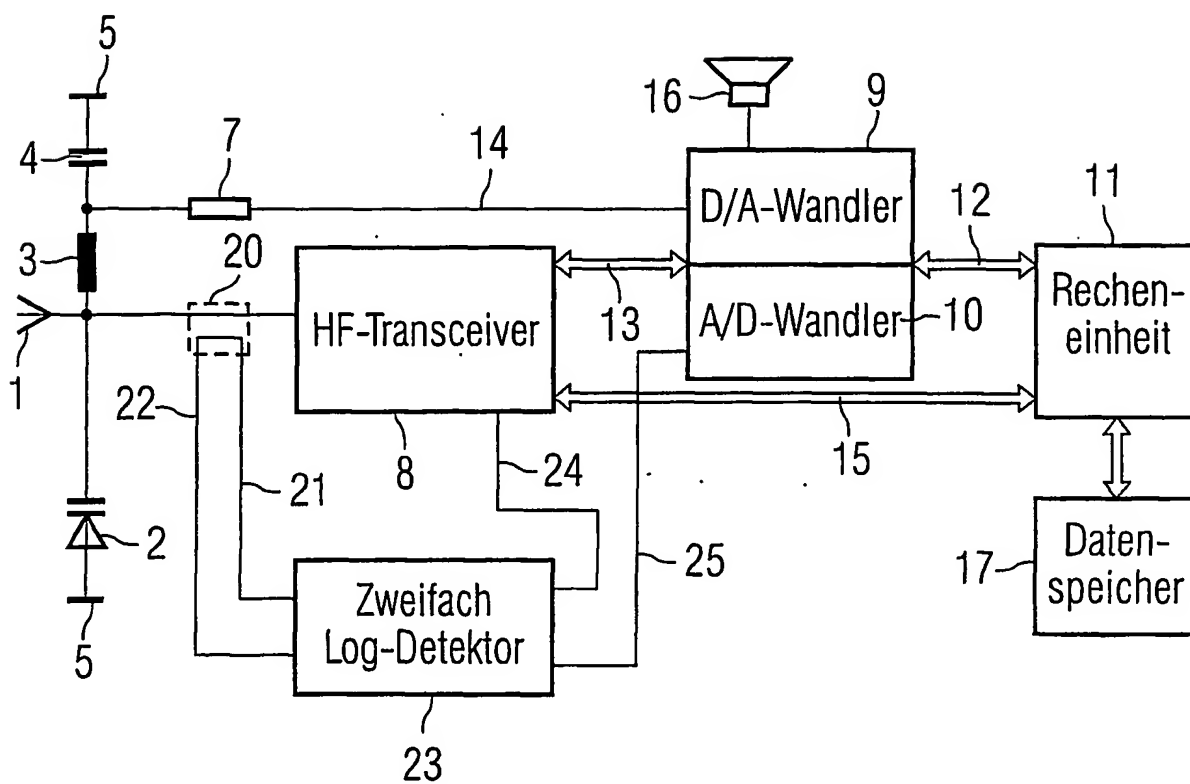 5
4
7
14
16
9
D/A-Wandler
12
11
3
20
HF-Transceiver
13
A/D-Wandler
10
Rechen-
einheit
1
22
21
8
24
15
25
2
5
Zweifach
Log-Detektor
23
17
Daten-
speicher